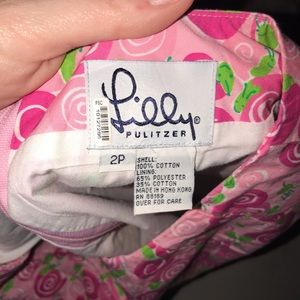 Lilly®
PULITZER
2P
SHELL:
100% COTTON
LINING:
65% POLYESTER
35% COTTON
MADE IN HONG KONG
RN 88189
OVER FOR CARE